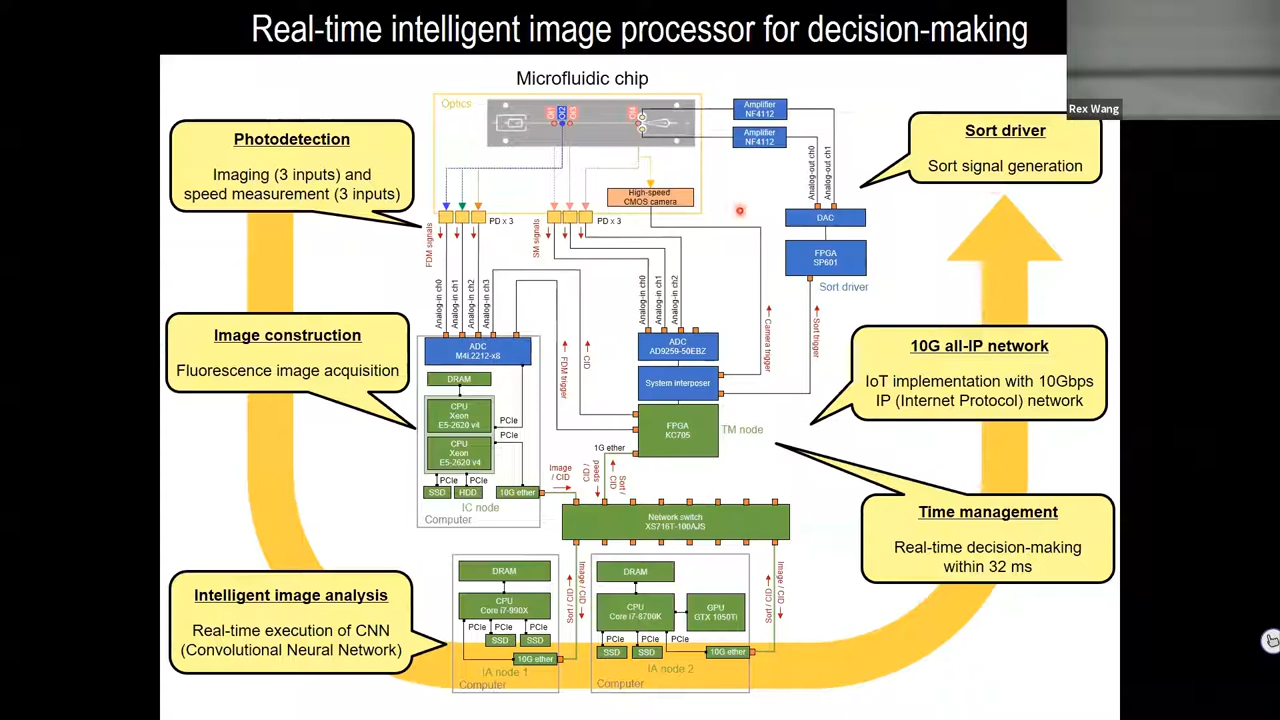 Real-time intelligent image processor for decision-making
Rex Wang
Microfluidic chip
Optics
Amplifier
NF4112
Amplifier
NF4112
Photodetection
Imaging (3 inputs) and
speed measurement (3 inputs)
Sort driver
Sort signal generation
High-speed
CMOS camera
PD x 3
PD x 3
FDM signals
SM signals
Analog-out ch0
Analog-out ch1
DAC
FPGA
SP601
Sort driver
Analog-in ch0
Analog-in ch1
Analog-in ch2
Analog-in ch3
Analog-in ch0
Analog-in ch1
Analog-in ch2
Camera trigger
Sort trigger
FDM trigger
CID
Image construction
Fluorescence image acquisition
ADC
M4i.2212-x8
DRAM
CPU
Xeon
E5-2620 v4
CPU
Xeon
E5-2620 v4
PCIe
PCIe
PCIe
PCIe
SSD
HDD
10G ether
IC node
Computer
ADC
AD9259-50EBZ
System interposer
FPGA
KC705
TM node
1G ether
10G all-IP network
IoT implementation with 10Gbps
IP (Internet Protocol) network
Image
/ CID
CID /
speed
Sort /
CID
Network switch
XS716T-100AJS
Time management
Real-time decision-making
within 32 ms
Intelligent image analysis
Real-time execution of CNN
(Convolutional Neural Network)
DRAM
CPU
Core i7-990X
PCIe
PCIe
PCIe
SSD
SSD
10G ether
IA node 1
Computer
Sort / CID
Image / CID
DRAM
CPU
Core i7-8700K
GPU
GTX 1050Ti
PCIe
PCIe
PCIe
SSD
SSD
10G ether
IA node 2
Computer
Sort / CID
Image / CID